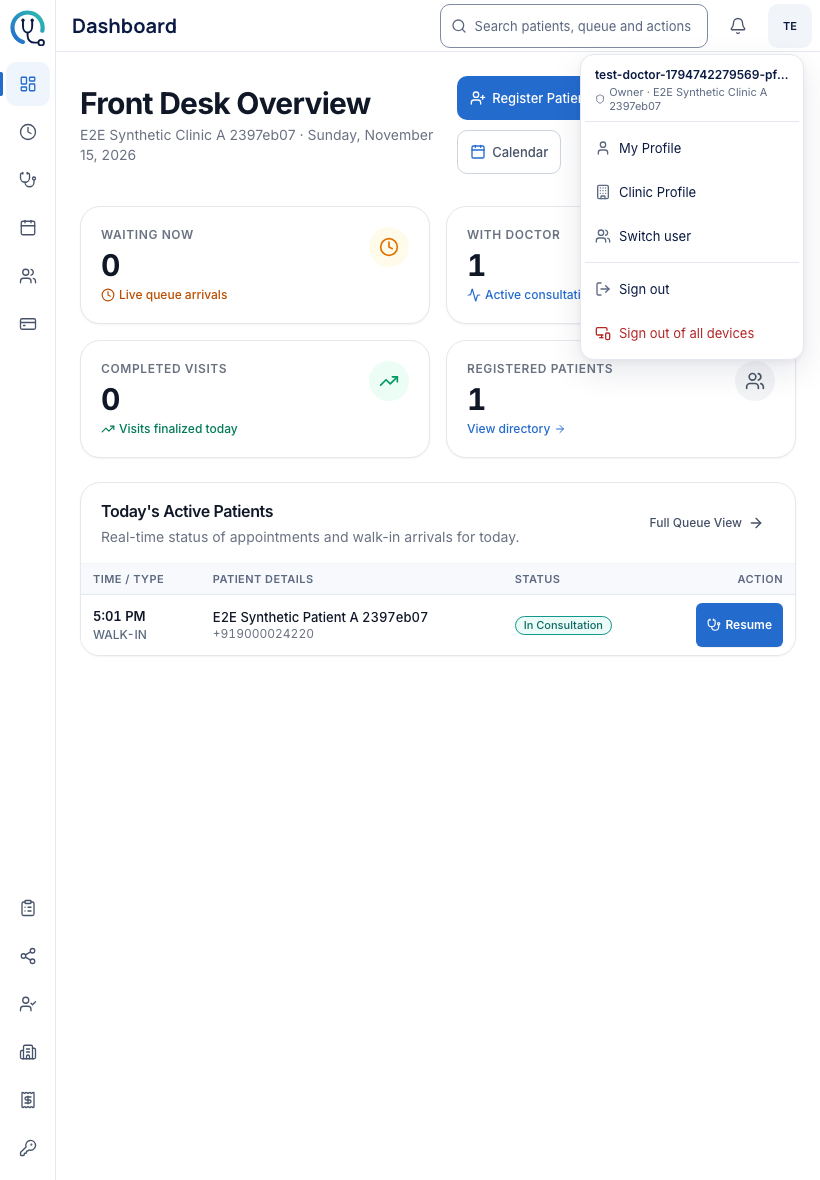 Dashboard
Search patients, queue and actions
TE
test-doctor-1794742279569-pf...
Owner · E2E Synthetic Clinic A
2397eb07
My Profile
Clinic Profile
Switch user
Sign out
Sign out of all devices
Front Desk Overview
E2E Synthetic Clinic A 2397eb07 · Sunday, November
15, 2026
Register
Calendar
WAITING NOW
0
Live queue arrivals
WITH DOCTOR
1
Active
COMPLETED VISITS
0
Visits finalized today
REGISTERED PATIENTS
1
View directory →
Today's Active Patients
Real-time status of appointments and walk-in arrivals for today.
Full Queue View →
TIME / TYPE PATIENT DETAILS STATUS ACTION
5:01 PM E2E Synthetic Patient A 2397eb07 In Consultation Resume
WALK-IN +919000024220